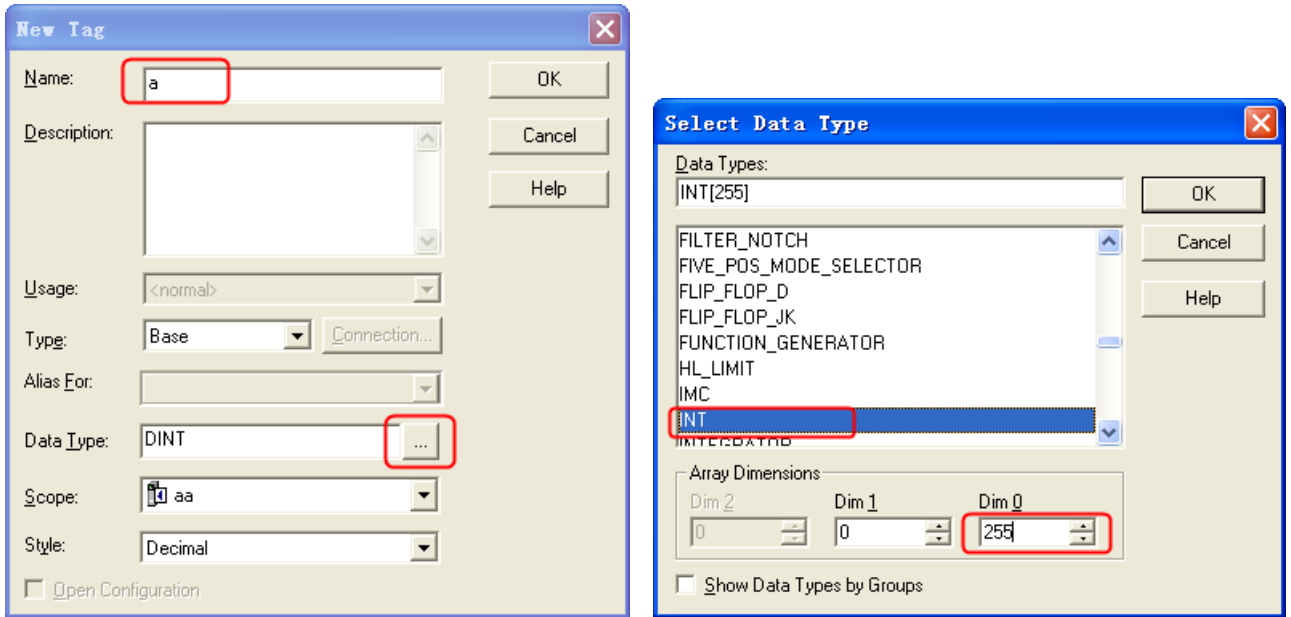 New Tag
Name:
a
OK
Description:
Cancel
Help
Usage:
<normal>
Type:
Base
Connection...
Alias For:
Data Type:
DINT
...
Scope:
aa
Style:
Decimal
Open Configuration
Select Data Type
Data Types:
INT[255]
OK
FILTER_NOTCH
Cancel
FIVE_POS_MODE_SELECTOR
FLIP_FLOP_D
Help
FLIP_FLOP_JK
FUNCTION_GENERATOR
HL_LIMIT
IMC
INT
INTEGRATOR
Array Dimensions
Dim 2 Dim 1 Dim 0
0 0 255
Show Data Types by Groups